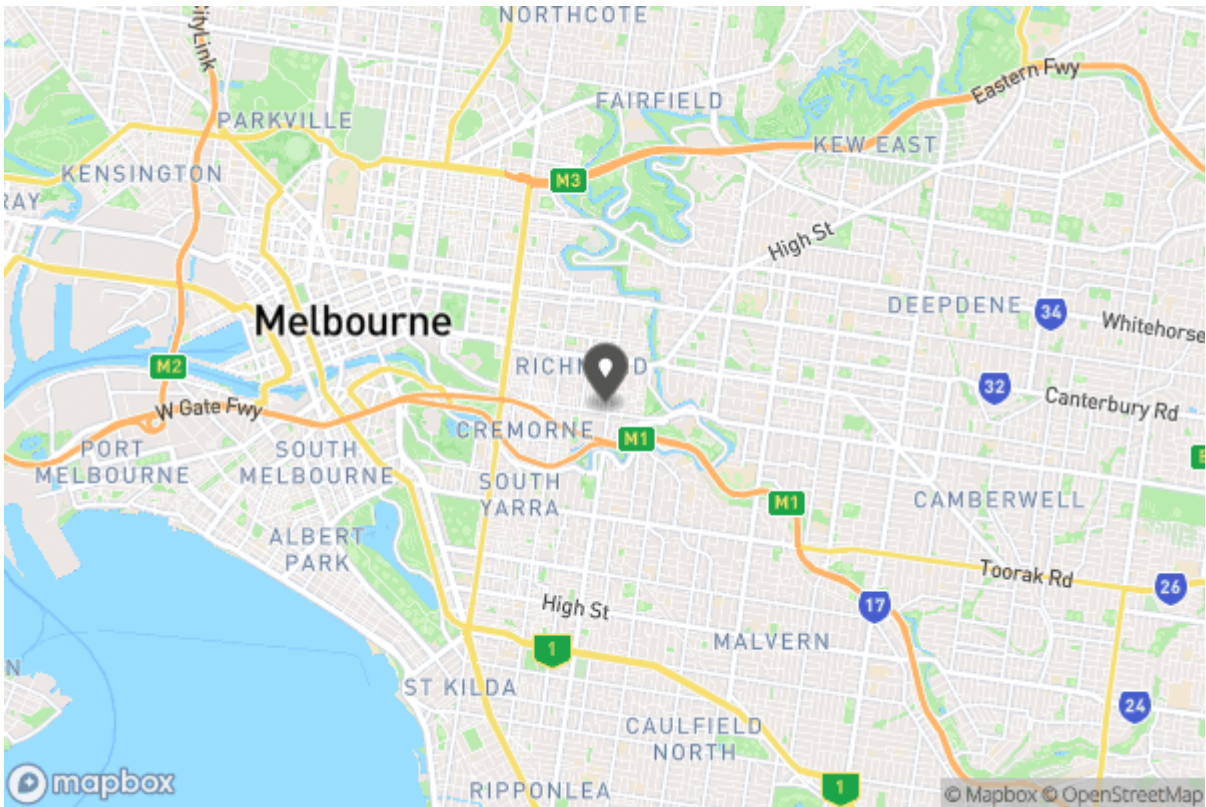 NORTHCOTE
CityLink
Eastern Fwy
FAIRFIELD
PARKVILLE
KEW EAST
KENSINGTON
M3
RAY
High St
DEEPDENE
34
Whitehorse
Melbourne
RICHMOND
M2
32
Canterbury Rd
W Gate Fwy
CREMORNE
M1
PORT
MELBOURNE
SOUTH
MELBOURNE
SOUTH
YARRA
M1
CAMBERWELL
ALBERT
PARK
Toorak Rd
26
High St
17
MALVERN
1
N
ST KILDA
24
CAULFIELD
NORTH
RIPPONLEA
1
mapbox
© Mapbox © OpenStreetMap